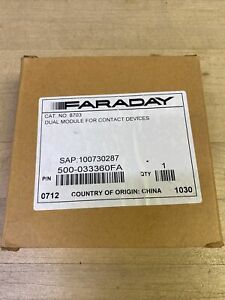 FARADAY
CAT. NO. 8703
DUAL MODULE FOR CONTACT DEVICES
SAP:100730287 -
P/N 500-033360FA QTY 1
0712 COUNTRY OF ORIGIN: CHINA 1030